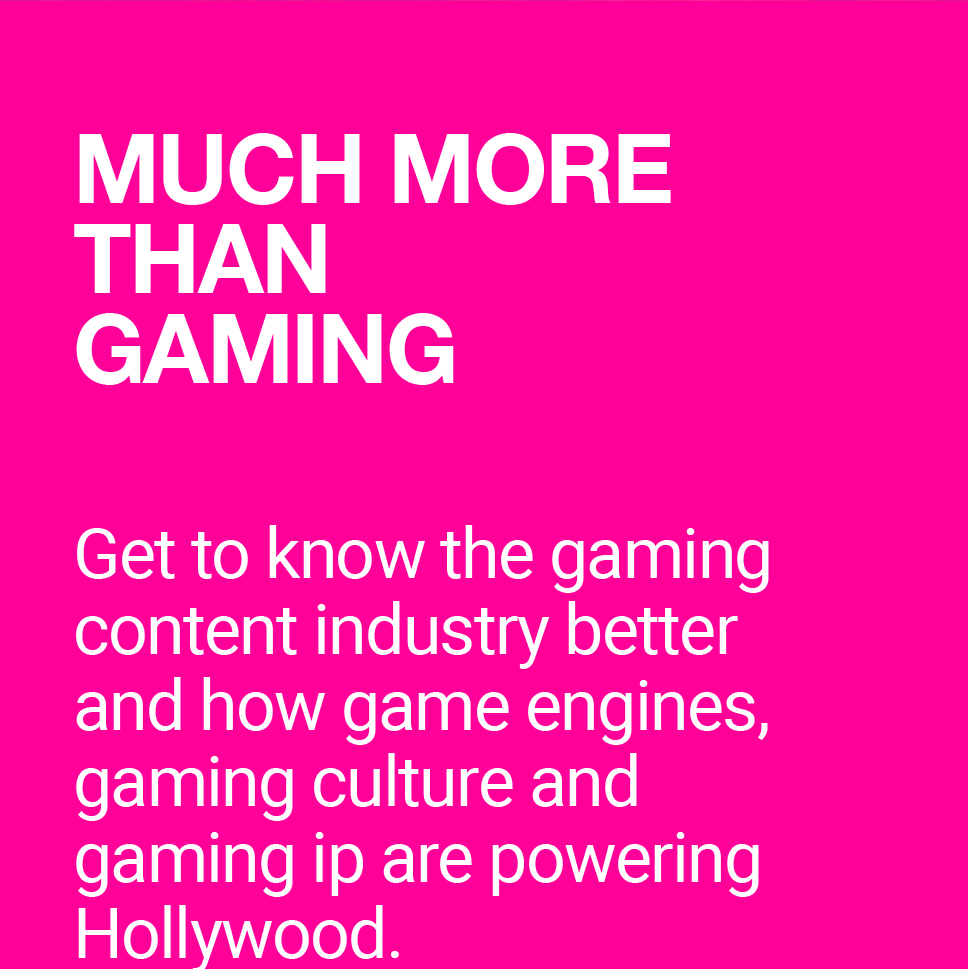 MUCH MORE
THAN
GAMING
Get to know the gaming
content industry better
and how game engines,
gaming culture and
gaming ip are powering
Hollywood.